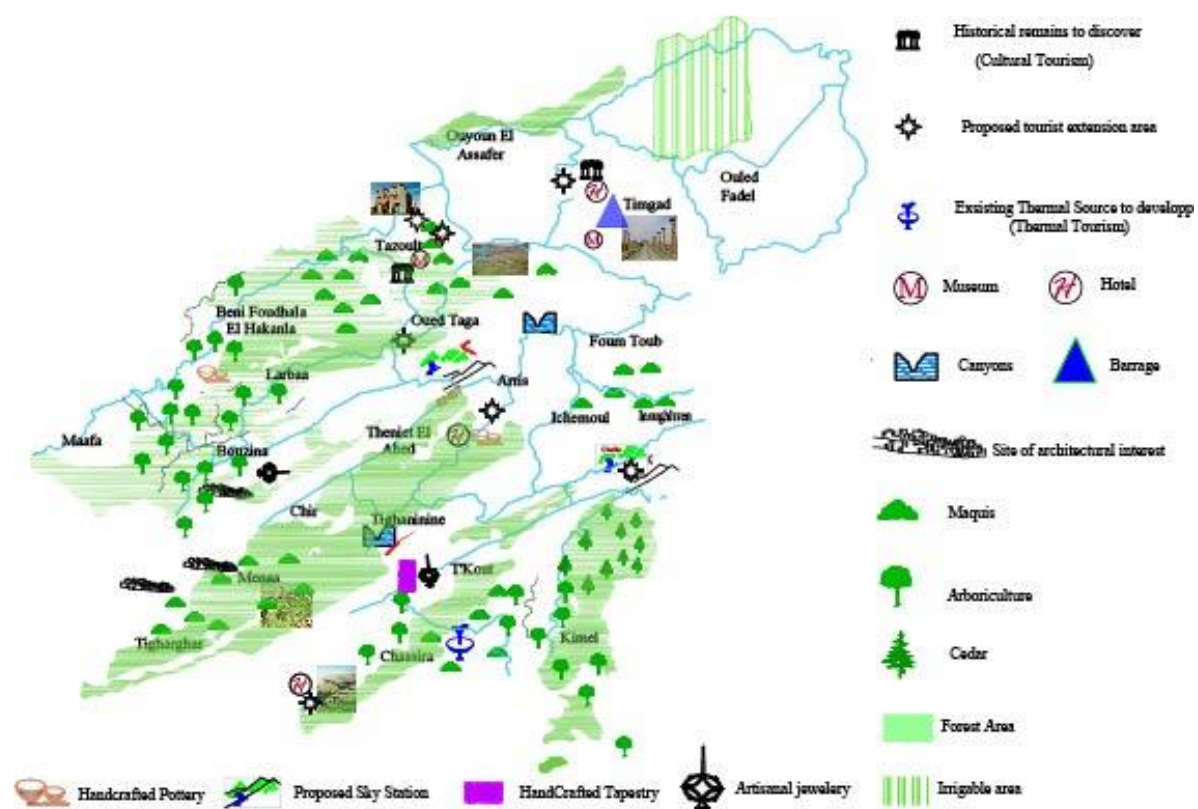 Historical remains to discover
(Cultural Tourism)
Proposed tourist extension area
Ouyoun El
Assafer
Ouled
Fadel
Timgad
Exsisting Thermal Source to developp
(Thermal Tourism)
Tazoult
Museum
Hotel
Beni Foudhala
El Hakania
Oued Taga
Foum Toub
Canyons
Barrage
Larbaa
Arris
Ichemoul
Inoughissen
Maafa
Bouzina
Theniet El
Abed
Site of architectural interest
Chir
Tighaninine
Maquis
Menaa
T'Kout
Arboriculture
Tigharghar
Chassira
Kimel
Cedar
Forest Area
Handcrafted Pottery
Proposed Sky Station
HandCrafted Tapestry
Artisanal jewelery
Irrigable area